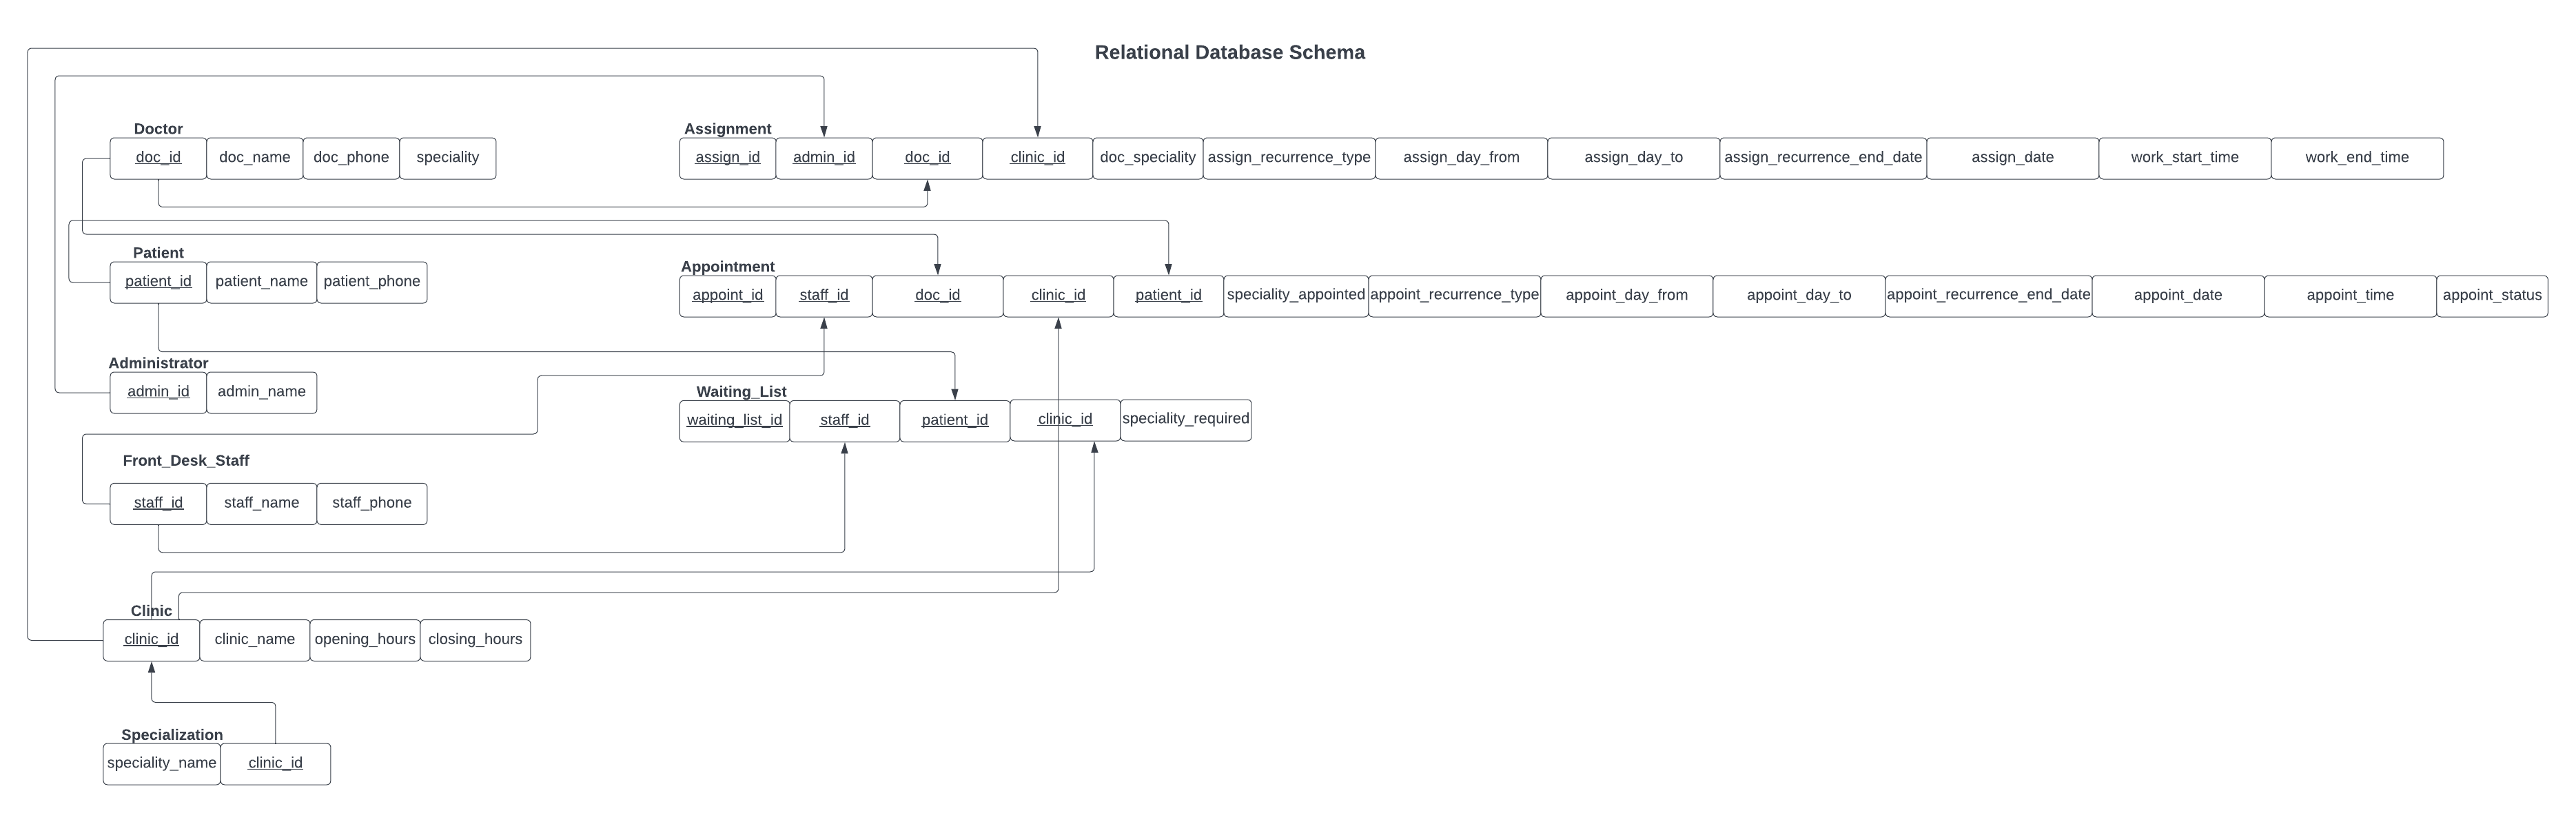 Relational Database Schema
Doctor
doc_id doc_name doc_phone speciality
Assignment
assign_id admin_id doc_id clinic_id doc_speciality assign_recurrence_type assign_day_from assign_day_to assign_recurrence_end_date assign_date work_start_time work_end_time
Patient
patient_id patient_name patient_phone
Appointment
appoint_id staff_id doc_id clinic_id patient_id speciality_appointed appoint_recurrence_type appoint_day_from appoint_day_to appoint_recurrence_end_date appoint_date appoint_time appoint_status
Administrator
admin_id admin_name
Waiting_List
waiting_list_id staff_id patient_id clinic_id speciality_required
Front_Desk_Staff
staff_id staff_name staff_phone
Clinic
clinic_id clinic_name opening_hours closing_hours
Specialization
speciality_name clinic_id